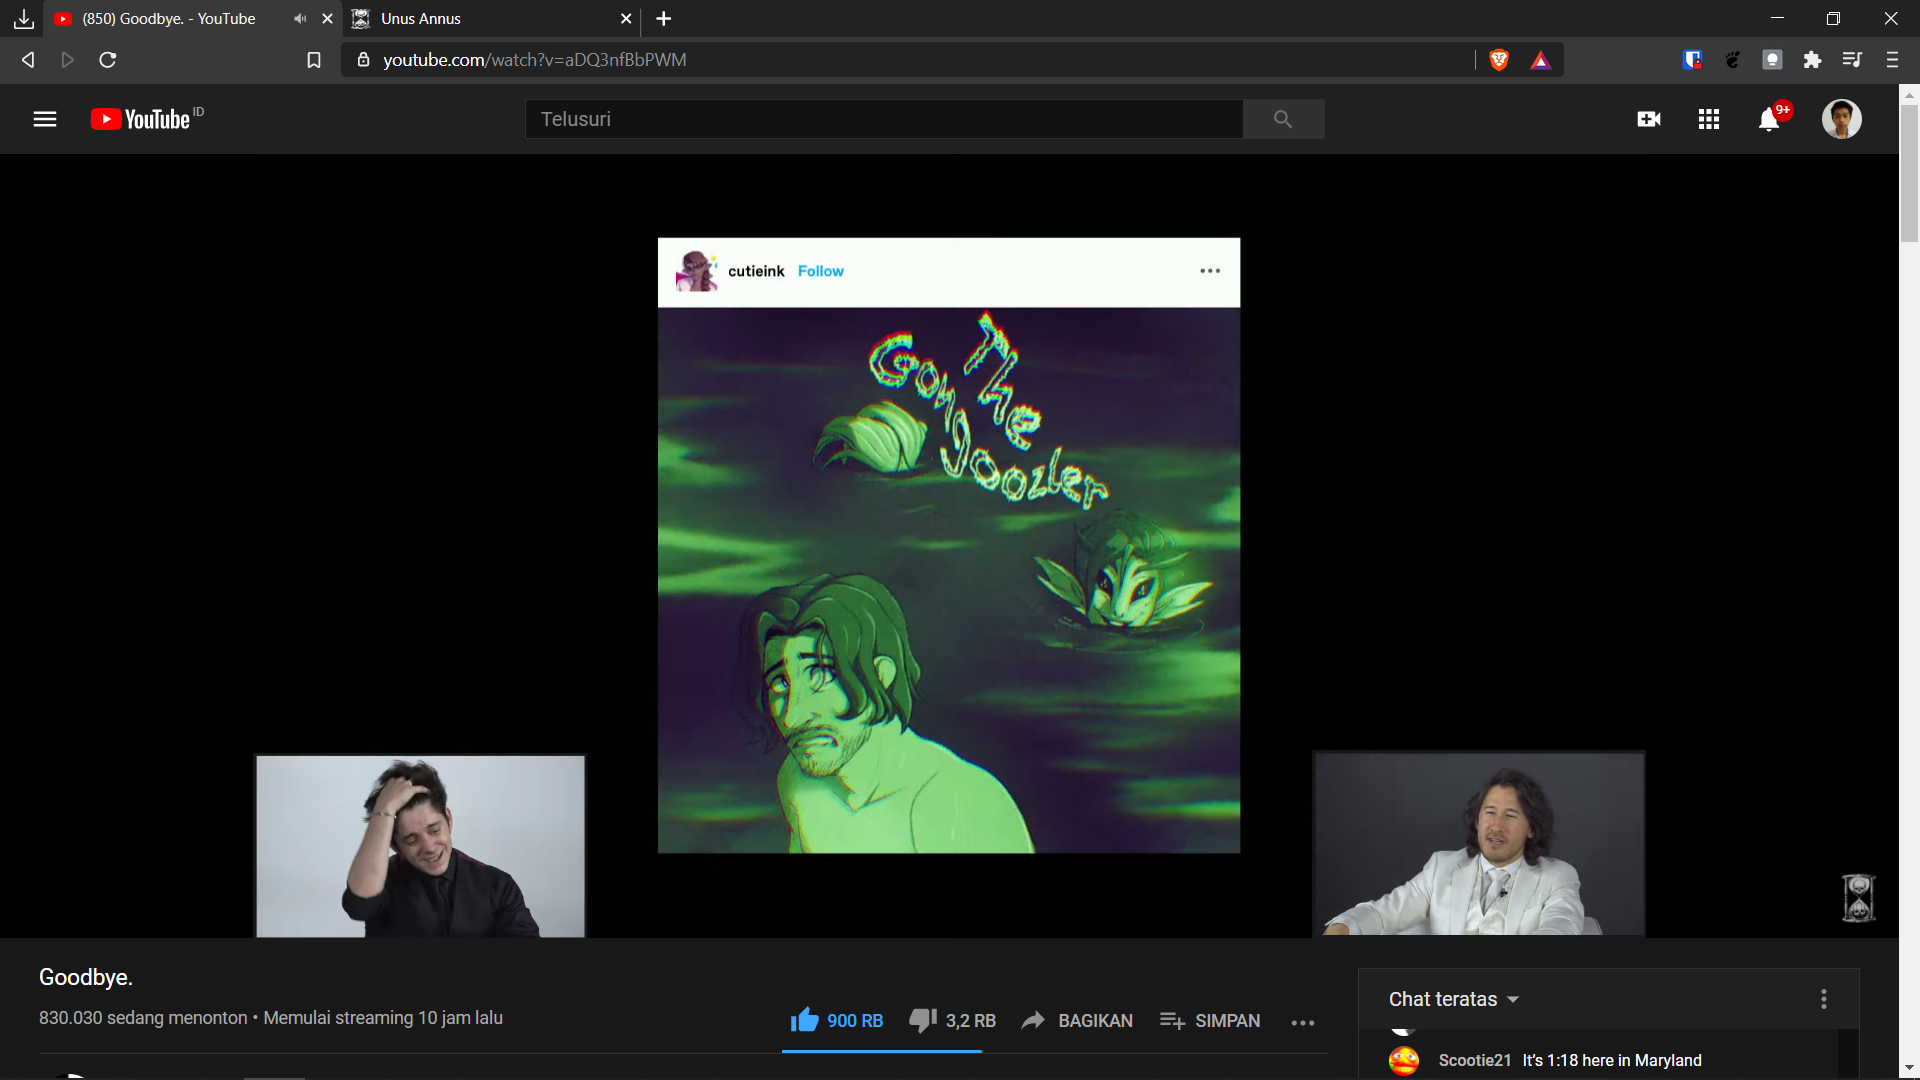 (850) Goodbye. - YouTube
Unus Annus
youtube.com/watch?v=aDQ3nfBbPWM
YouTube ID
Telusuri
9+
cutieink Follow
The
Gon
Joozler
Goodbye.
830.030 sedang menonton • Memulai streaming 10 jam lalu
900 RB
3,2 RB
BAGIKAN
SIMPAN
Chat teratas
Scootie21 It's 1:18 here in Maryland